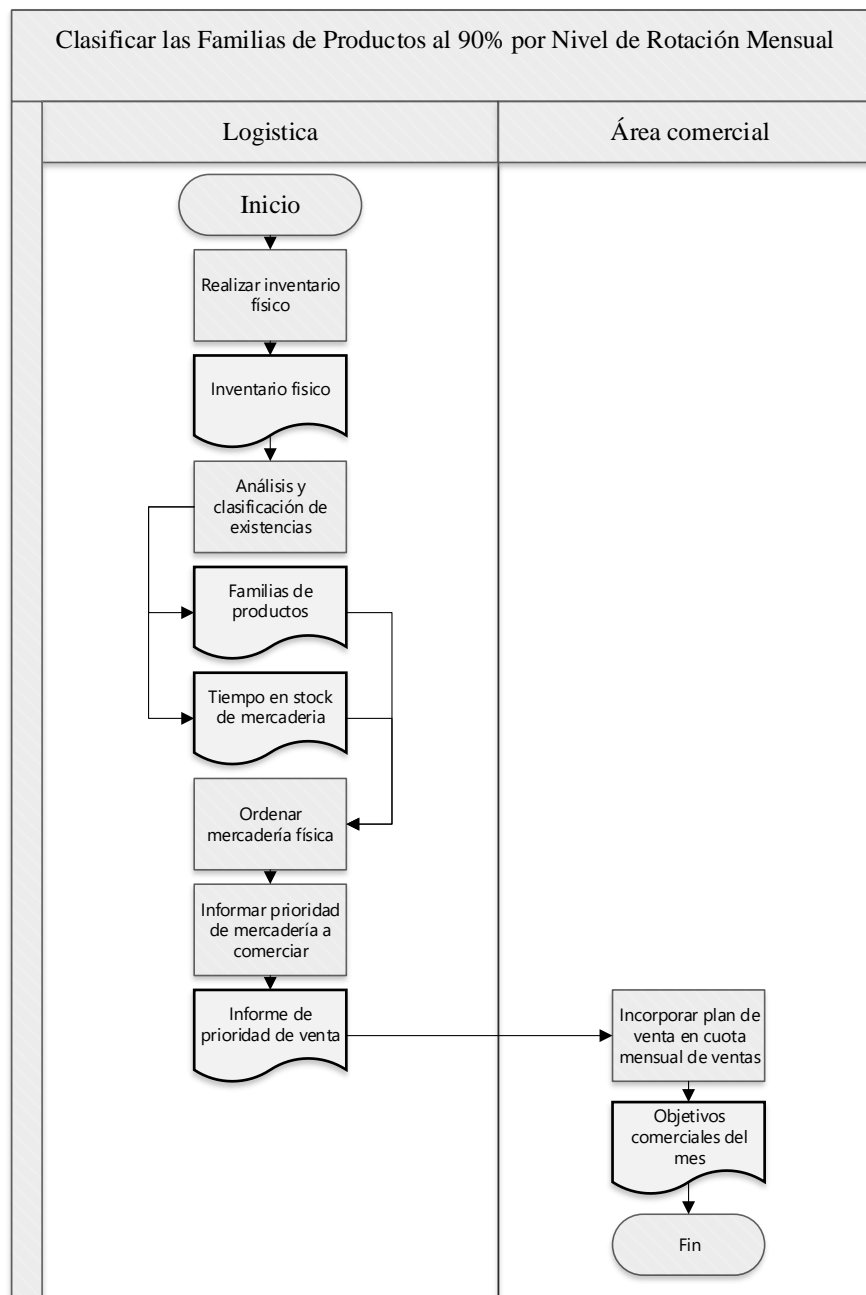 Clasificar las Familias de Productos al 90% por Nivel de Rotación Mensual
Logistica
Área comercial
Inicio
Realizar inventario
físico
Inventario fisico
Análisis y
clasificación de
existencias
Familias de
productos
Tiempo en stock
de mercaderia
Ordenar
mercadería física
Informar prioridad
de mercadería a
comerciar
Informe de
prioridad de venta
Incorporar plan de
venta en cuota
mensual de ventas
Objetivos
comerciales del
mes
Fin